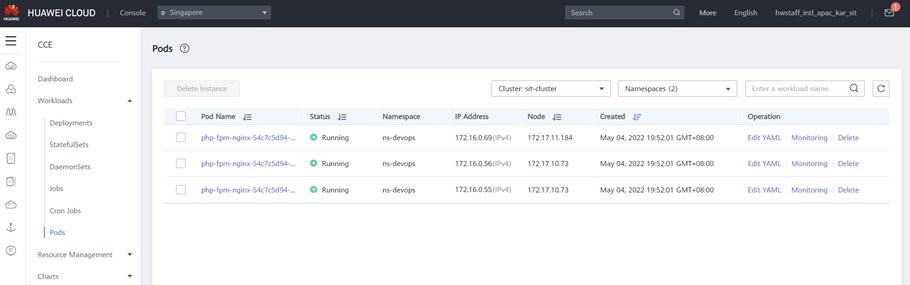 HUAWEI CLOUD Console Singapore Search More English hwstaff_intl_apac_kar_sit 1
CCE
Dashboard
Workloads
Deployments
StatefulSets
DaemonSets
Jobs
Cron Jobs
Pods
Resource Management
Charts
Pods ?
Delete Instance Cluster: sit-cluster Namespaces (2) Enter a workload name.
Pod Name Status Namespace IP Address Node Created Operation
php-fpm-nginx-54c7c5d94-... Running ns-devops 172.16.0.69(IPv4) 172.17.11.184 May 04, 2022 19:52:01 GMT+08:00 Edit YAML Monitoring Delete
php-fpm-nginx-54c7c5d94-... Running ns-devops 172.16.0.56(IPv4) 172.17.10.73 May 04, 2022 19:52:01 GMT+08:00 Edit YAML Monitoring Delete
php-fpm-nginx-54c7c5d94-... Running ns-devops 172.16.0.55(IPv4) 172.17.10.73 May 04, 2022 19:52:01 GMT+08:00 Edit YAML Monitoring Delete